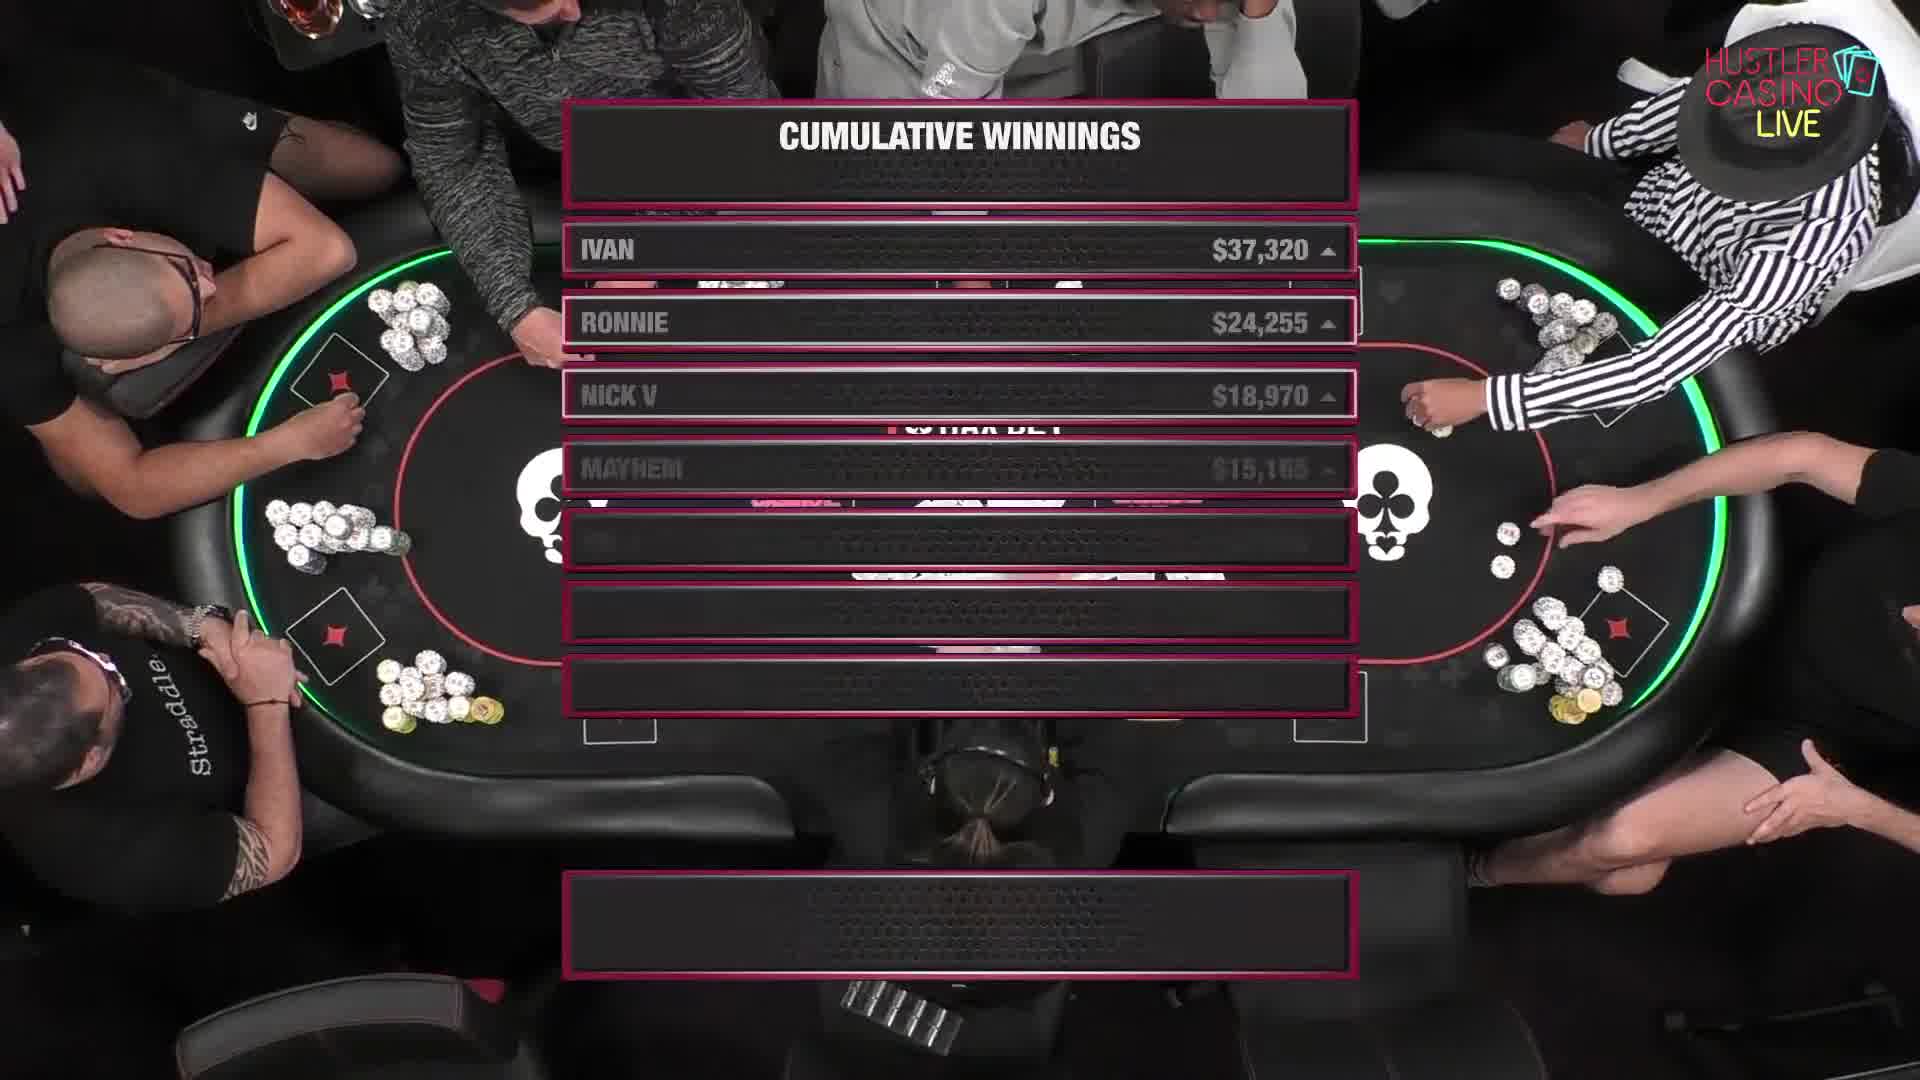 HUSTLER
CASINO
LIVE
CUMULATIVE WINNINGS
IVAN $37,320
RONNIE $24,255
NICK V $18,970
MAYHEM
Straddle